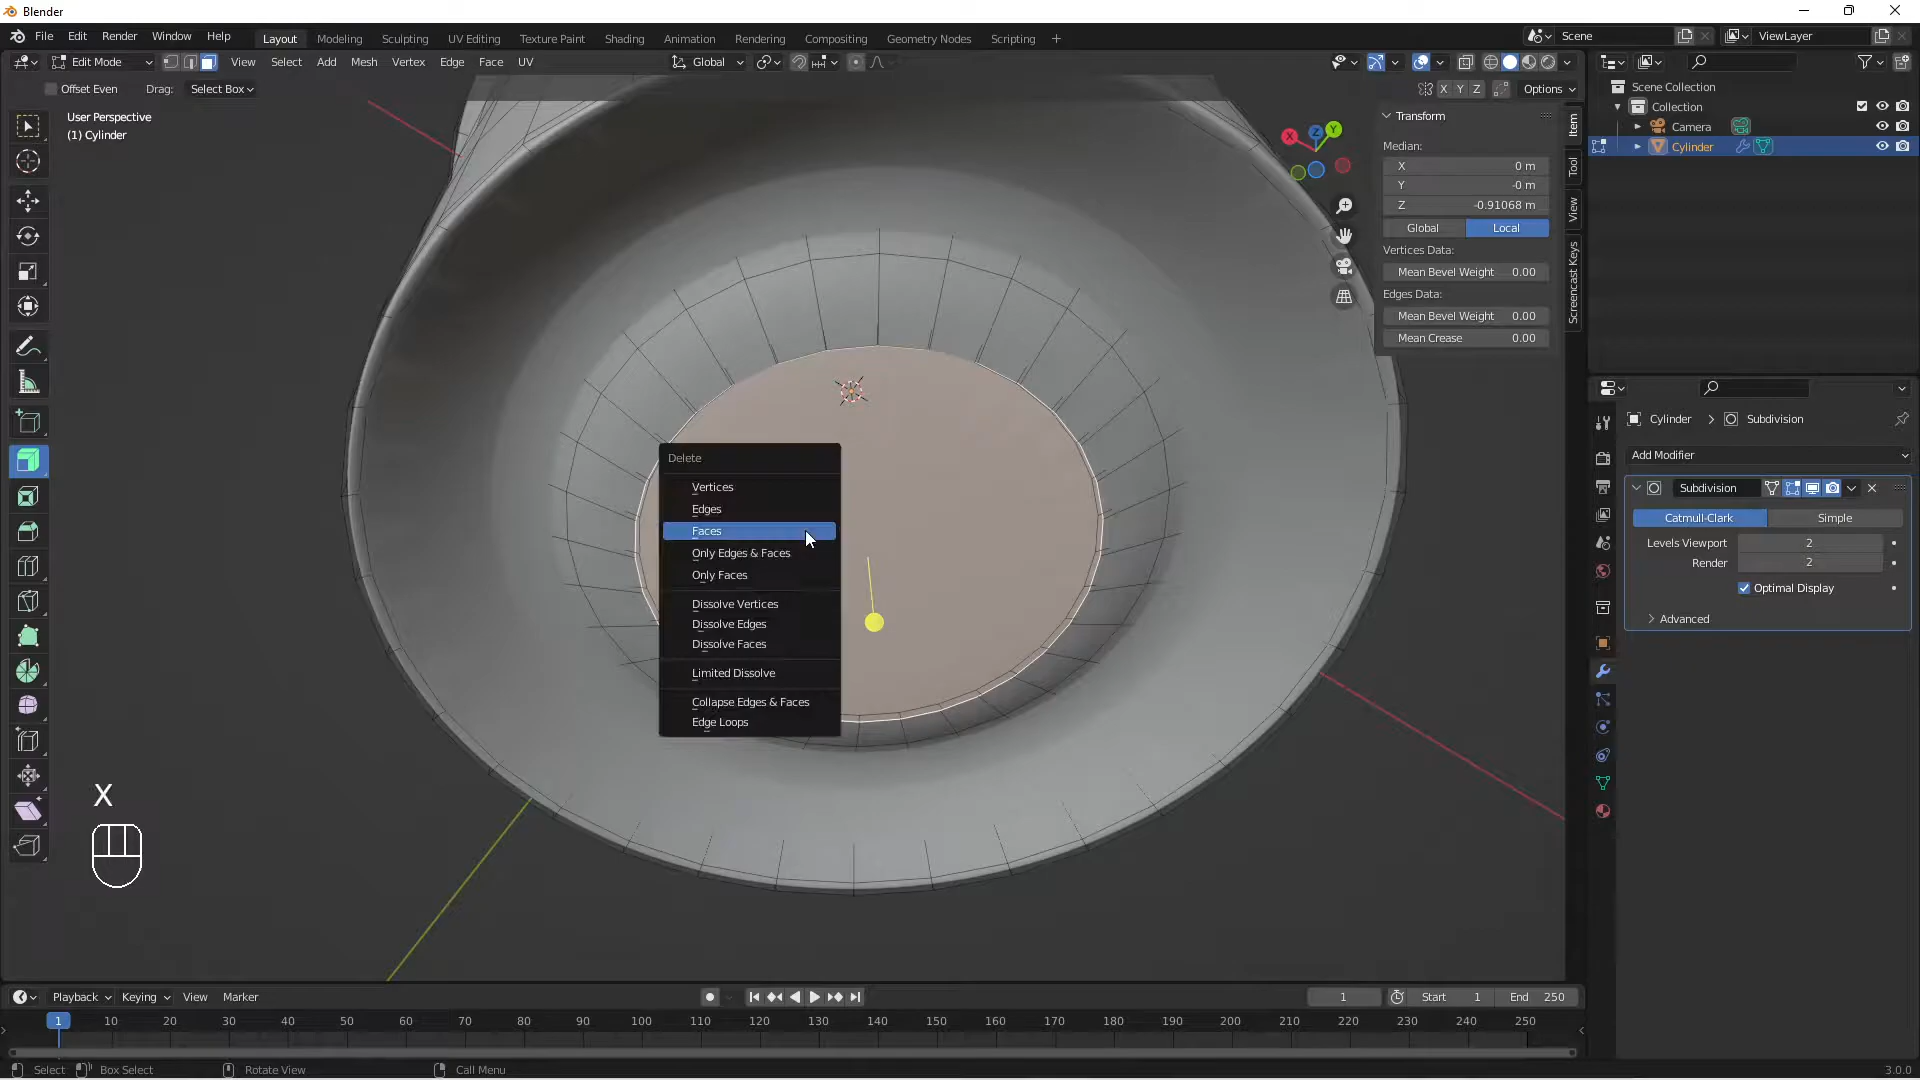 Blender
File Edit Render Window Help
Layout Modeling Sculpting UV Editing Texture Paint Shading Animation Rendering Compositing Geometry Nodes Scripting +
Scene
ViewLayer
Edit Mode View Select Add Mesh Vertex Edge Face UV
Global
Offset Even Drag: Select Box
X Y Z Options
User Perspective
(1) Cylinder
Transform
Median:
X 0 m
Y -0 m
Z -0.91068 m
Global Local
Vertices Data:
Mean Bevel Weight 0.00
Edges Data:
Mean Bevel Weight 0.00
Mean Crease 0.00
Item
Tool
View
Screencast Keys
X
Z
Y
Scene Collection
Collection
Camera
Cylinder
Cylinder > Subdivision
Add Modifier
Subdivision
Catmull-Clark Simple
Levels Viewport 2
Render 2
Optimal Display
Advanced
Delete
Vertices
Edges
Faces
Only Edges & Faces
Only Faces
Dissolve Vertices
Dissolve Edges
Dissolve Faces
Limited Dissolve
Collapse Edges & Faces
Edge Loops
X
Playback Keying View Marker
1 Start 1 End 250
1 10 20 30 40 50 60 70 80 90 100 110 120 130 140 150 160 170 180 190 200 210 220 230 240 250
Select Box Select Rotate View Call Menu
3.0.0